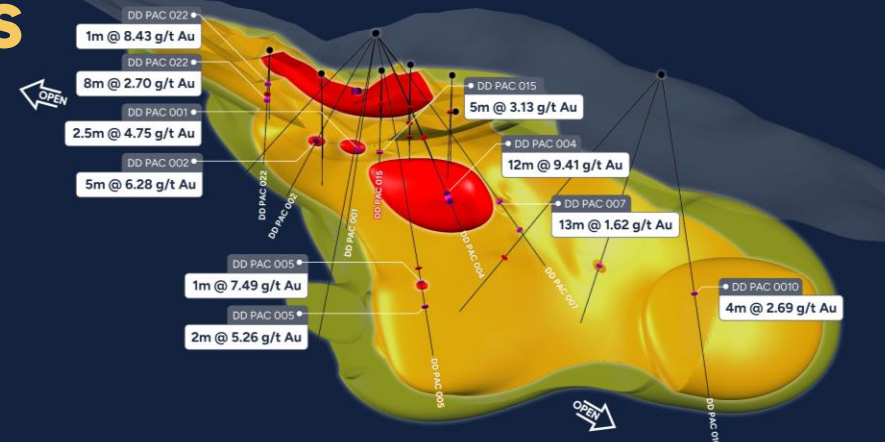 S
DD PAC 022
1m @ 8.43 g/t Au
DD PAC 022
8m @ 2.70 g/t Au
OPEN
DD PAC 001
2.5m @ 4.75 g/t Au
DD PAC 002
5m @ 6.28 g/t Au
DD PAC 015
5m @ 3.13 g/t Au
DD PAC 004
12m @ 9.41 g/t Au
DD PAC 007
13m @ 1.62 g/t Au
DD PAC 022
DD PAC 002
DD PAC 001
DD PAC 015
DD PAC 004
DD PAC 007
DD PAC 005
1m @ 7.49 g/t Au
DD PAC 005
2m @ 5.26 g/t Au
DD PAC 0010
4m @ 2.69 g/t Au
DD PAC 005
OPEN